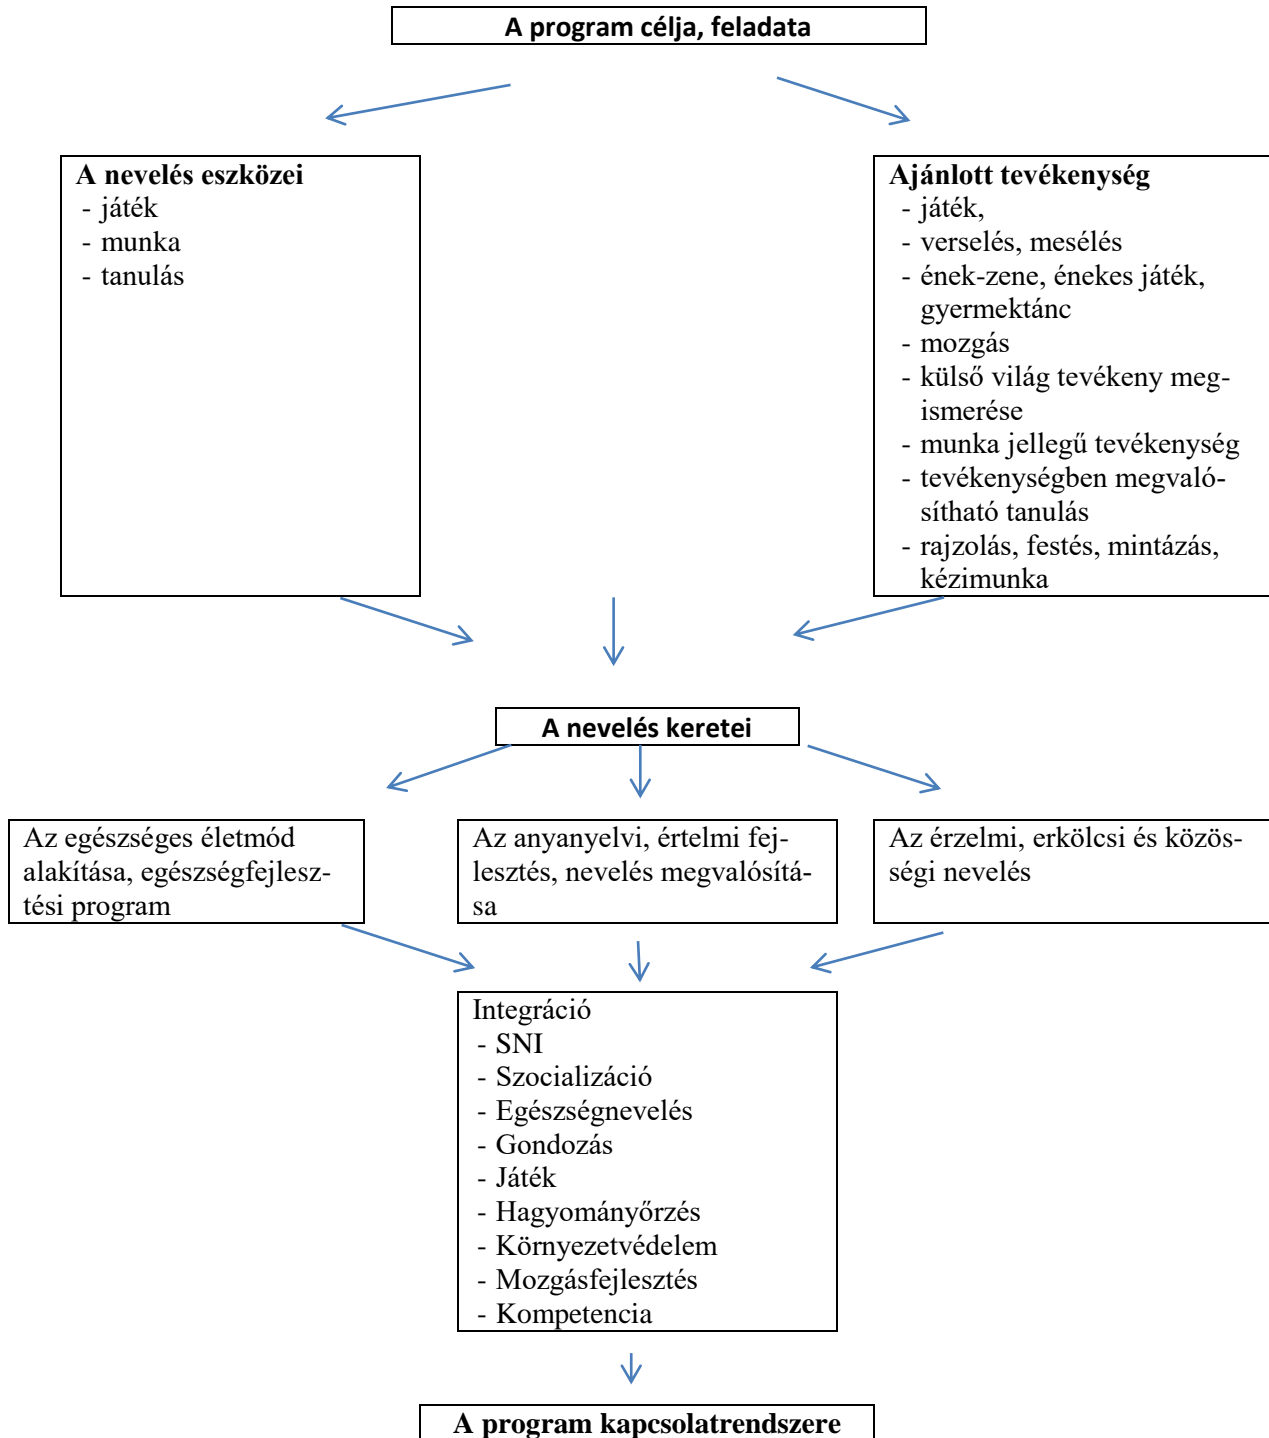 A program célja, feladata
A nevelés eszközei
- játék
- munka
- tanulás
Ajánlott tevékenység
- játék,
- verselés, mesélés
- ének-zene, énekes játék,
gyermektánc
- mozgás
- külső világ tevékeny meg-
ismerése
- munka jellegű tevékenység
- tevékenységben megvaló-
sítható tanulás
- rajzolás, festés, mintázás,
kézimunka
A nevelés keretei
Az egészséges életmód
alakítása, egészségfejlesz-
tési program
Az anyanyelvi, értelmi fej-
lesztés, nevelés megvalósítá-
sa
Az érzelmi, erkölcsi és közös-
ségi nevelés
Integráció
- SNI
- Szocializáció
- Egészségnevelés
- Gondozás
- Játék
- Hagyományőrzés
- Környezetvédelem
- Mozgásfejlesztés
- Kompetencia
A program kapcsolatrendszere